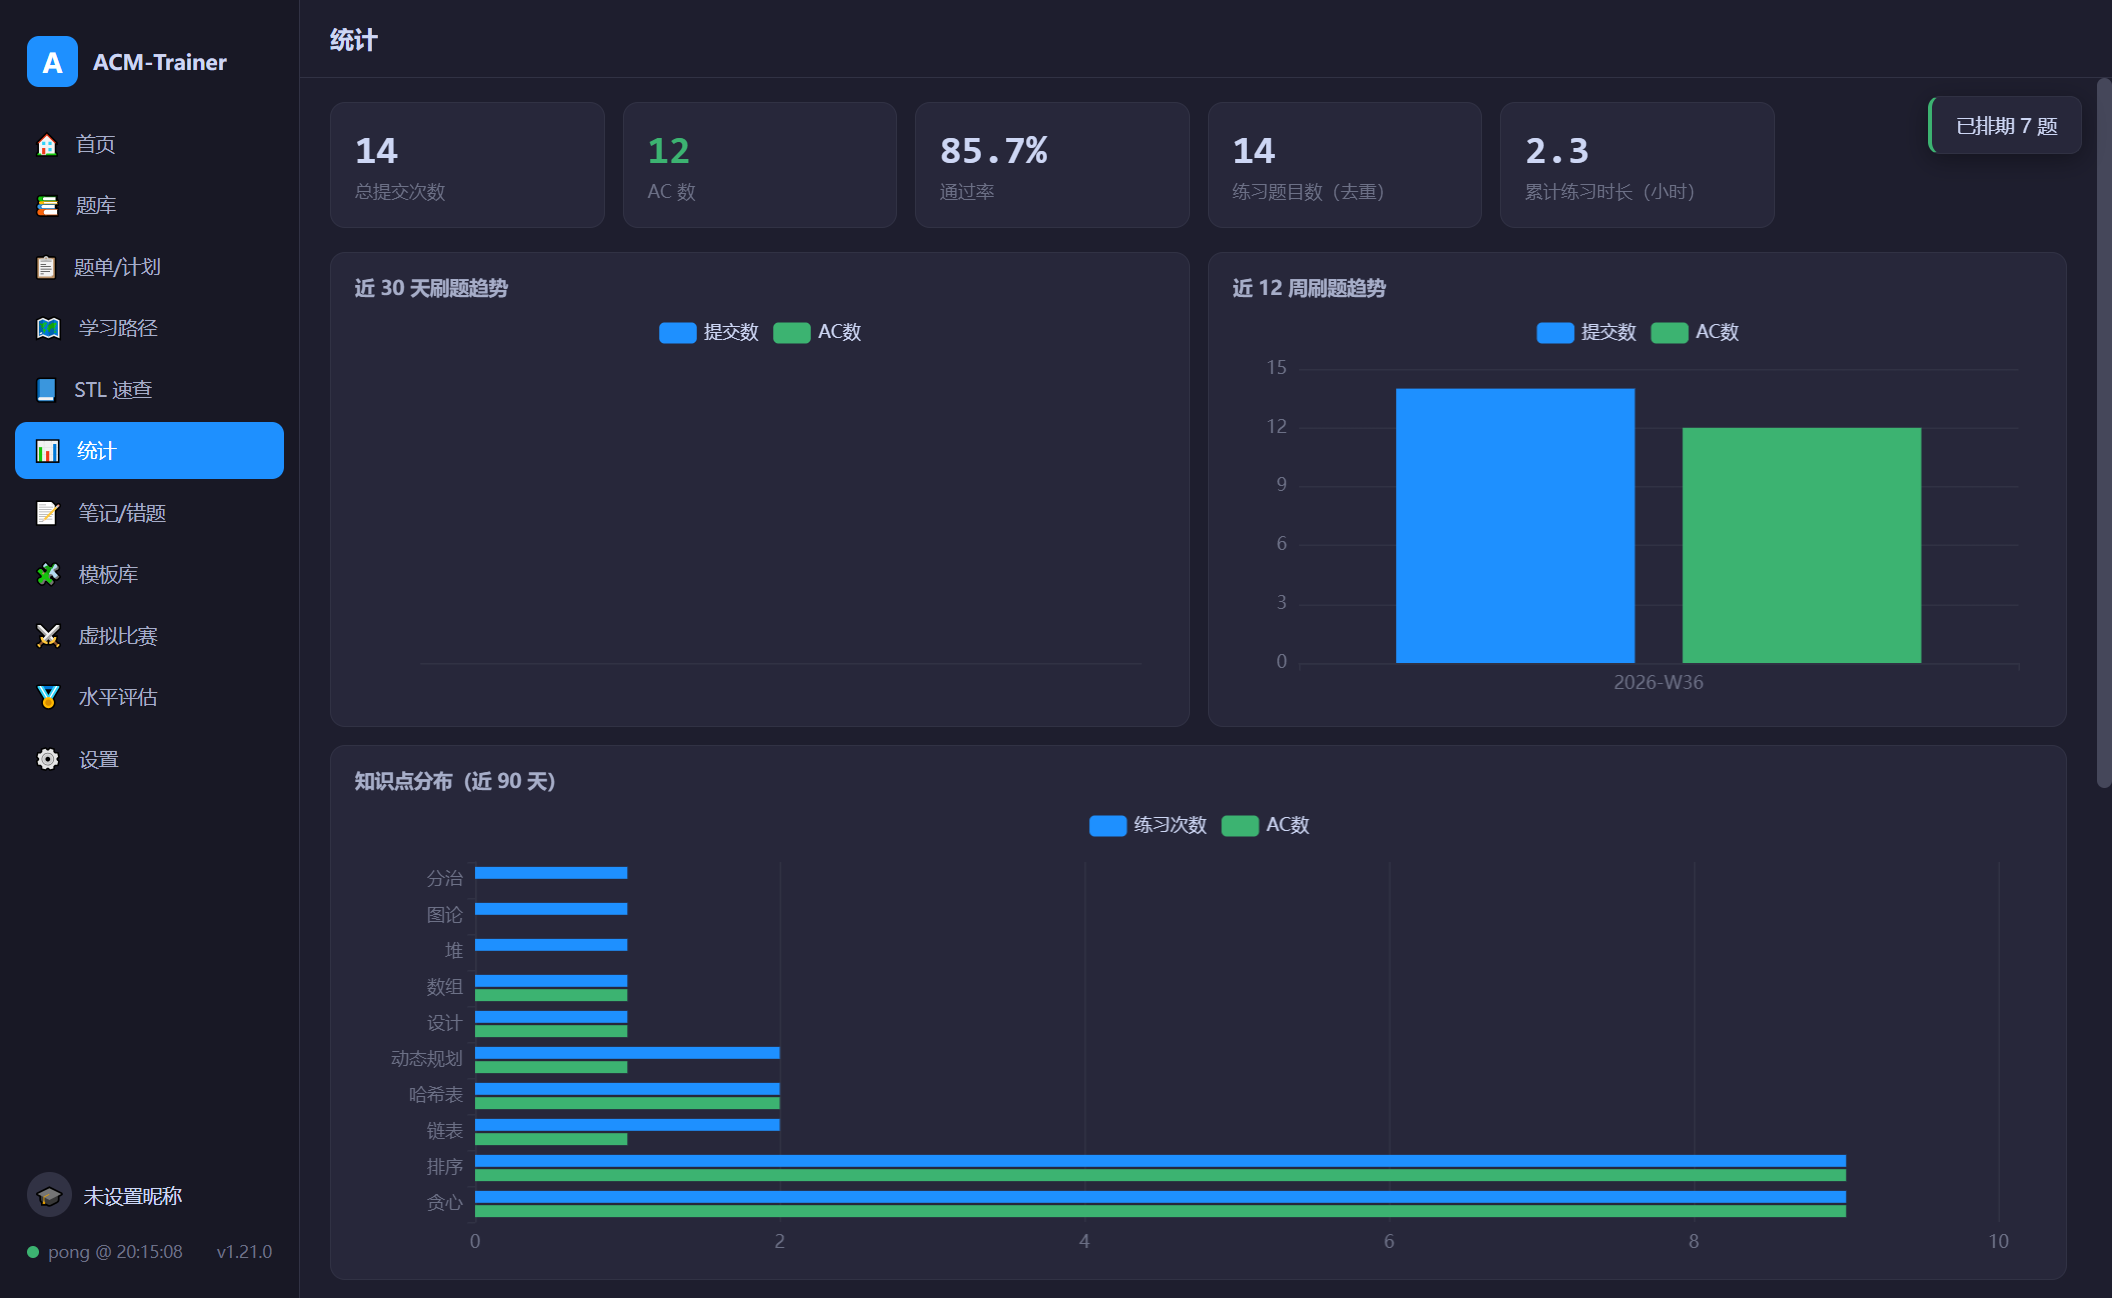 A ACM-Trainer
首页
题库
题单/计划
学习路径
STL 速查
统计
笔记/错题
模板库
虚拟比赛
水平评估
设置
未设置昵称
pong @ 20:15:08 v1.21.0
统计
已排期 7 题
14
总提交次数
12
AC 数
85.7%
通过率
14
练习题目数（去重）
2.3
累计练习时长（小时）
近 30 天刷题趋势
提交数 AC数
近 12 周刷题趋势
提交数 AC数
15
12
9
6
3
0
2026-W36
知识点分布（近 90 天）
练习次数 AC数
分治
图论
堆
数组
设计
动态规划
哈希表
链表
排序
贪心
0 2 4 6 8 10